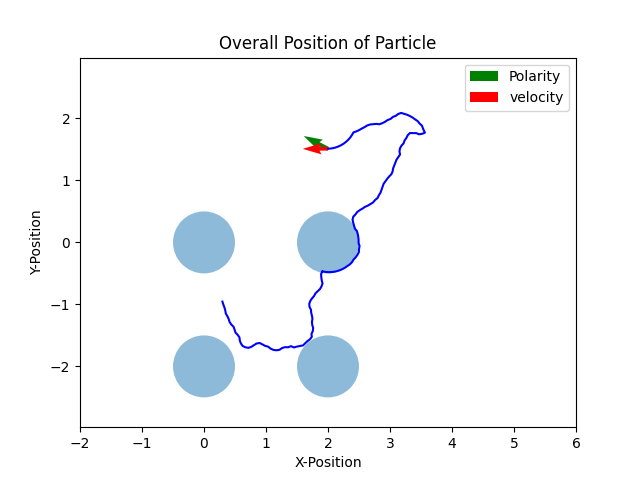 Overall Position of Particle
Polarity
velocity
2
1
0
−1
−2
Y-Position
−2 −1 0 1 2 3 4 5 6
X-Position